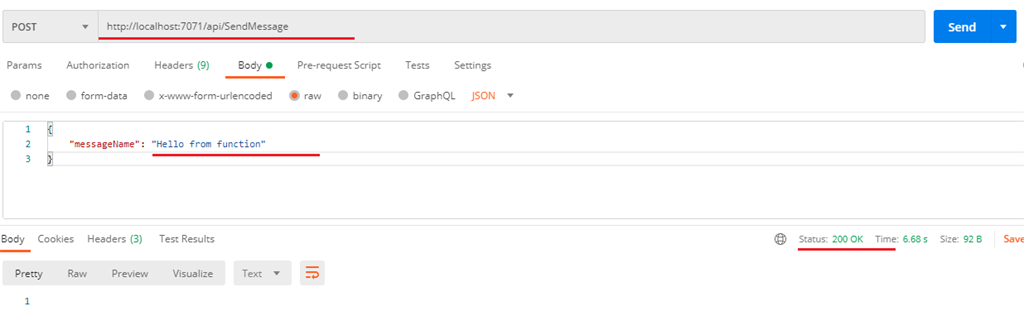 POST http://localhost:7071/api/SendMessage Send
Params Authorization Headers (9) Body Pre-request Script Tests Settings
none form-data x-www-form-urlencoded raw binary GraphQL JSON
1 {
2 "messageName": "Hello from function"
3 }
Body Cookies Headers (3) Test Results Status: 200 OK Time: 6.68 s Size: 92 B Save
Pretty Raw Preview Visualize Text
1